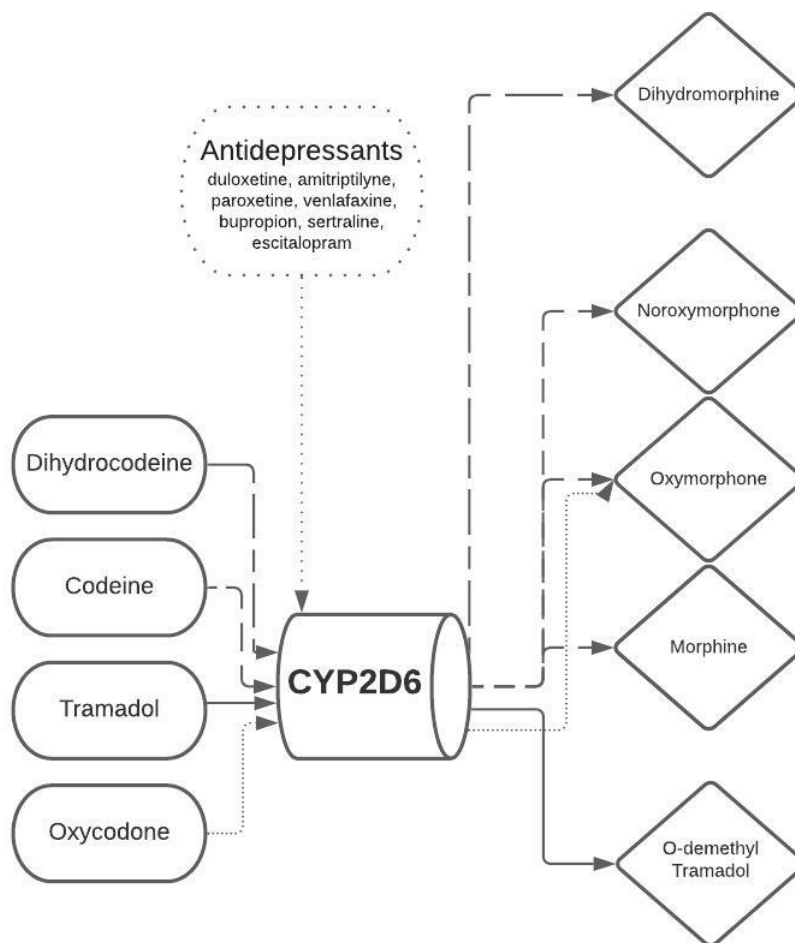 Dihydromorphine
Antidepressants
duloxetine, amitriptilyne,
paroxetine, venlafaxine,
bupropion, sertraline,
escitalopram
Noroxymorphone
Dihydrocodeine
Oxymorphone
Codeine
Morphine
CYP2D6
Tramadol
Oxycodone
O-demethyl
Tramadol